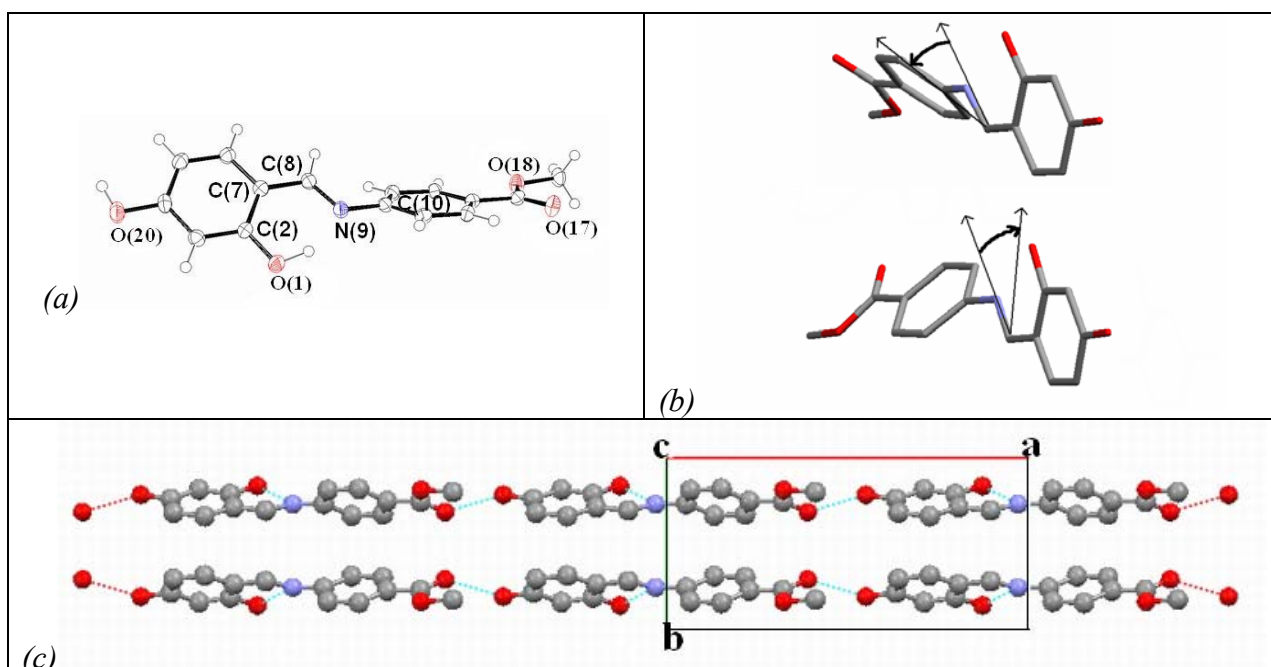 C(8)
O(18)
C(7)
C(10)
O(20)
C(2)
N(9)
O(17)
O(1)
(a)
(b)
c
a
b
(c)